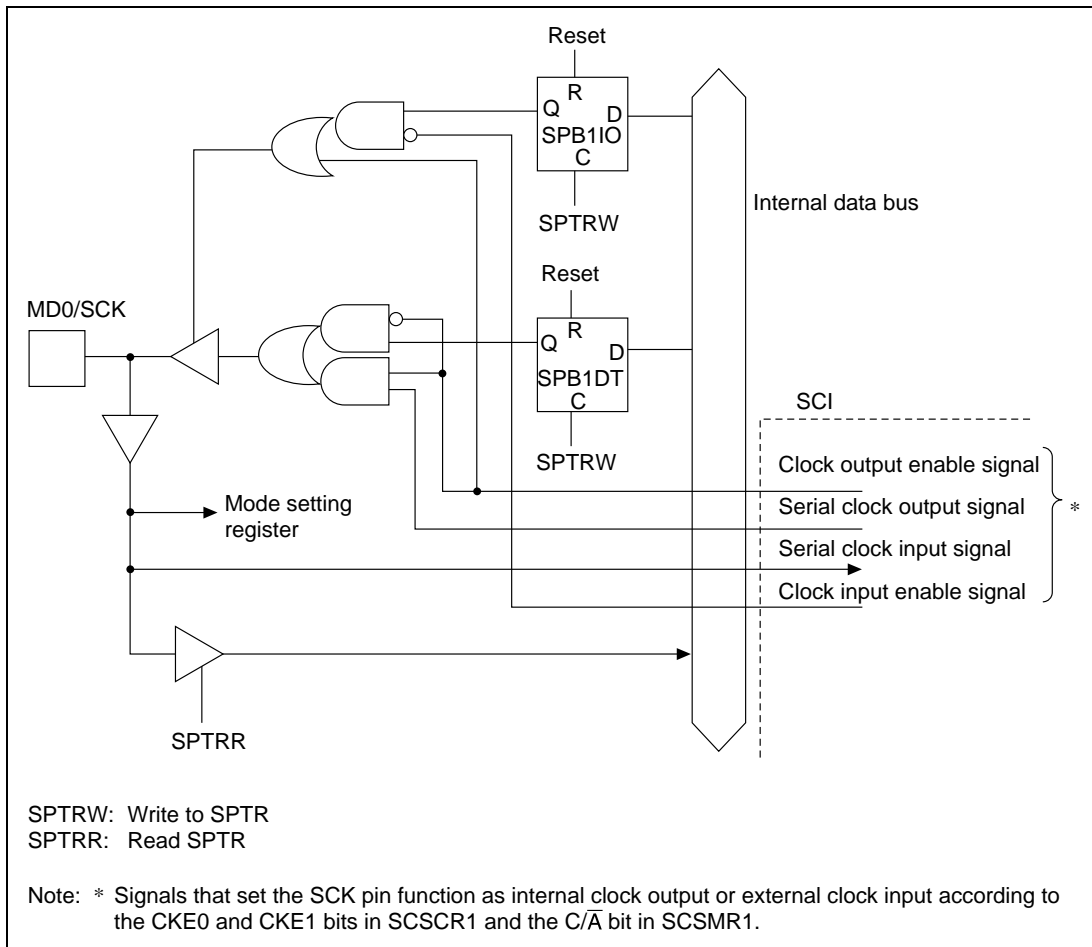 Reset
R
Q
D
SPB1IO
C
SPTRW
Internal data bus
Reset
MD0/SCK
R
Q
D
SPB1DT
C
SPTRW
SCI
Clock output enable signal
Serial clock output signal
*
Mode setting
register
Serial clock input signal
Clock input enable signal
SPTRR
SPTRW: Write to SPTR
SPTRR: Read SPTR
Note: * Signals that set the SCK pin function as internal clock output or external clock input according to
the CKE0 and CKE1 bits in SCSCR1 and the C/A̅ bit in SCSMR1.